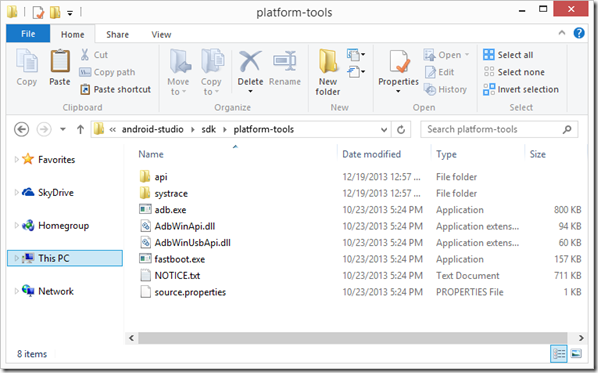 platform-tools
File Home Share View
Copy Paste Cut Copy path Paste shortcut Move to Copy to Delete Rename New folder Properties Open Edit History Select all Select none Invert selection
Clipboard Organize New Open Select
« android-studio sdk platform-tools Search platform-tools
Favorites
SkyDrive
Homegroup
This PC
Network
Name Date modified Type Size
api 12/19/2013 12:57 ... File folder
systrace 12/19/2013 12:57 ... File folder
adb.exe 10/23/2013 5:24 PM Application 800 KB
AdbWinApi.dll 10/23/2013 5:24 PM Application extens... 94 KB
AdbWinUsbApi.dll 10/23/2013 5:24 PM Application extens... 60 KB
fastboot.exe 10/23/2013 5:24 PM Application 157 KB
NOTICE.txt 10/23/2013 5:24 PM Text Document 711 KB
source.properties 10/23/2013 5:24 PM PROPERTIES File 1 KB
8 items